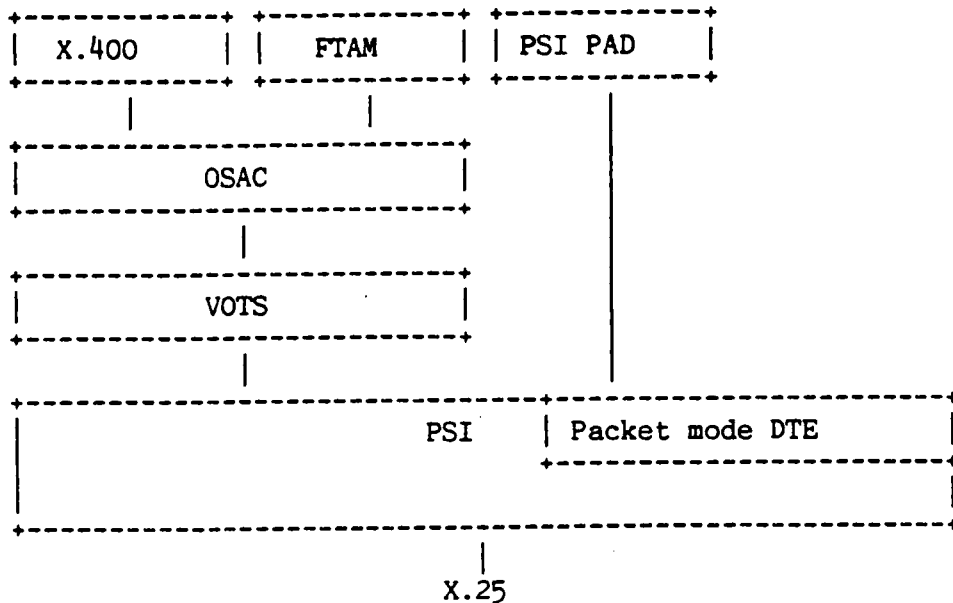 X.400 FTAM PSI PAD
OSAC
VOTS
PSI Packet mode DTE
X.25